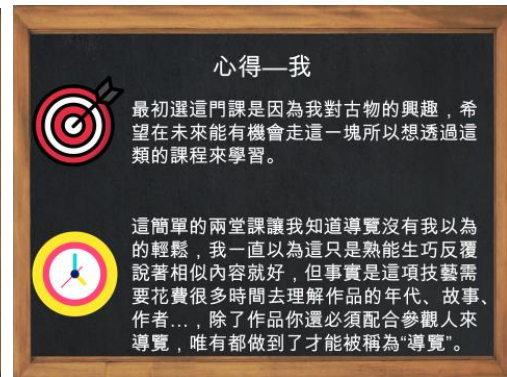 心得—我
最初選這門課是因為我對古物的興趣，希
望在未來能有機會走這一塊所以想透過這
類的課程來學習。
這簡單的兩堂課讓我知道導覽沒有我以為
的輕鬆，我一直以為這只是熟能生巧反覆
說著相似內容就好，但事實是這項技藝需
要花費很多時間去理解作品的年代、故事、
作者...，除了作品你還必須配合參觀人來
導覽，唯有都做到了才能被稱為“導覽”。